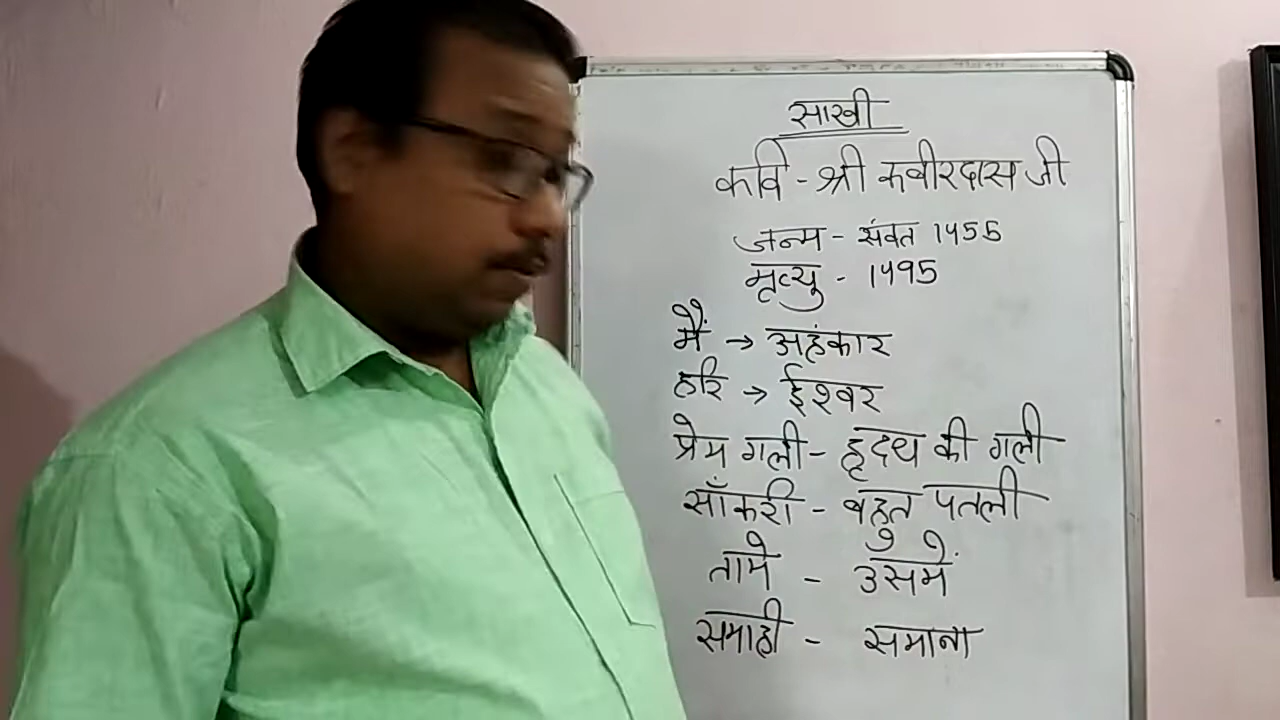 साखी
कवि - श्री कबीरदास जी
जन्म - संवत 1455
मृत्यु - 1495
मैं → अहंकार
हरि → ईश्वर
प्रेम गली - हृदय की गली
साँकरी - बहुत पतली
तामे - उसमें
समाही - समाना